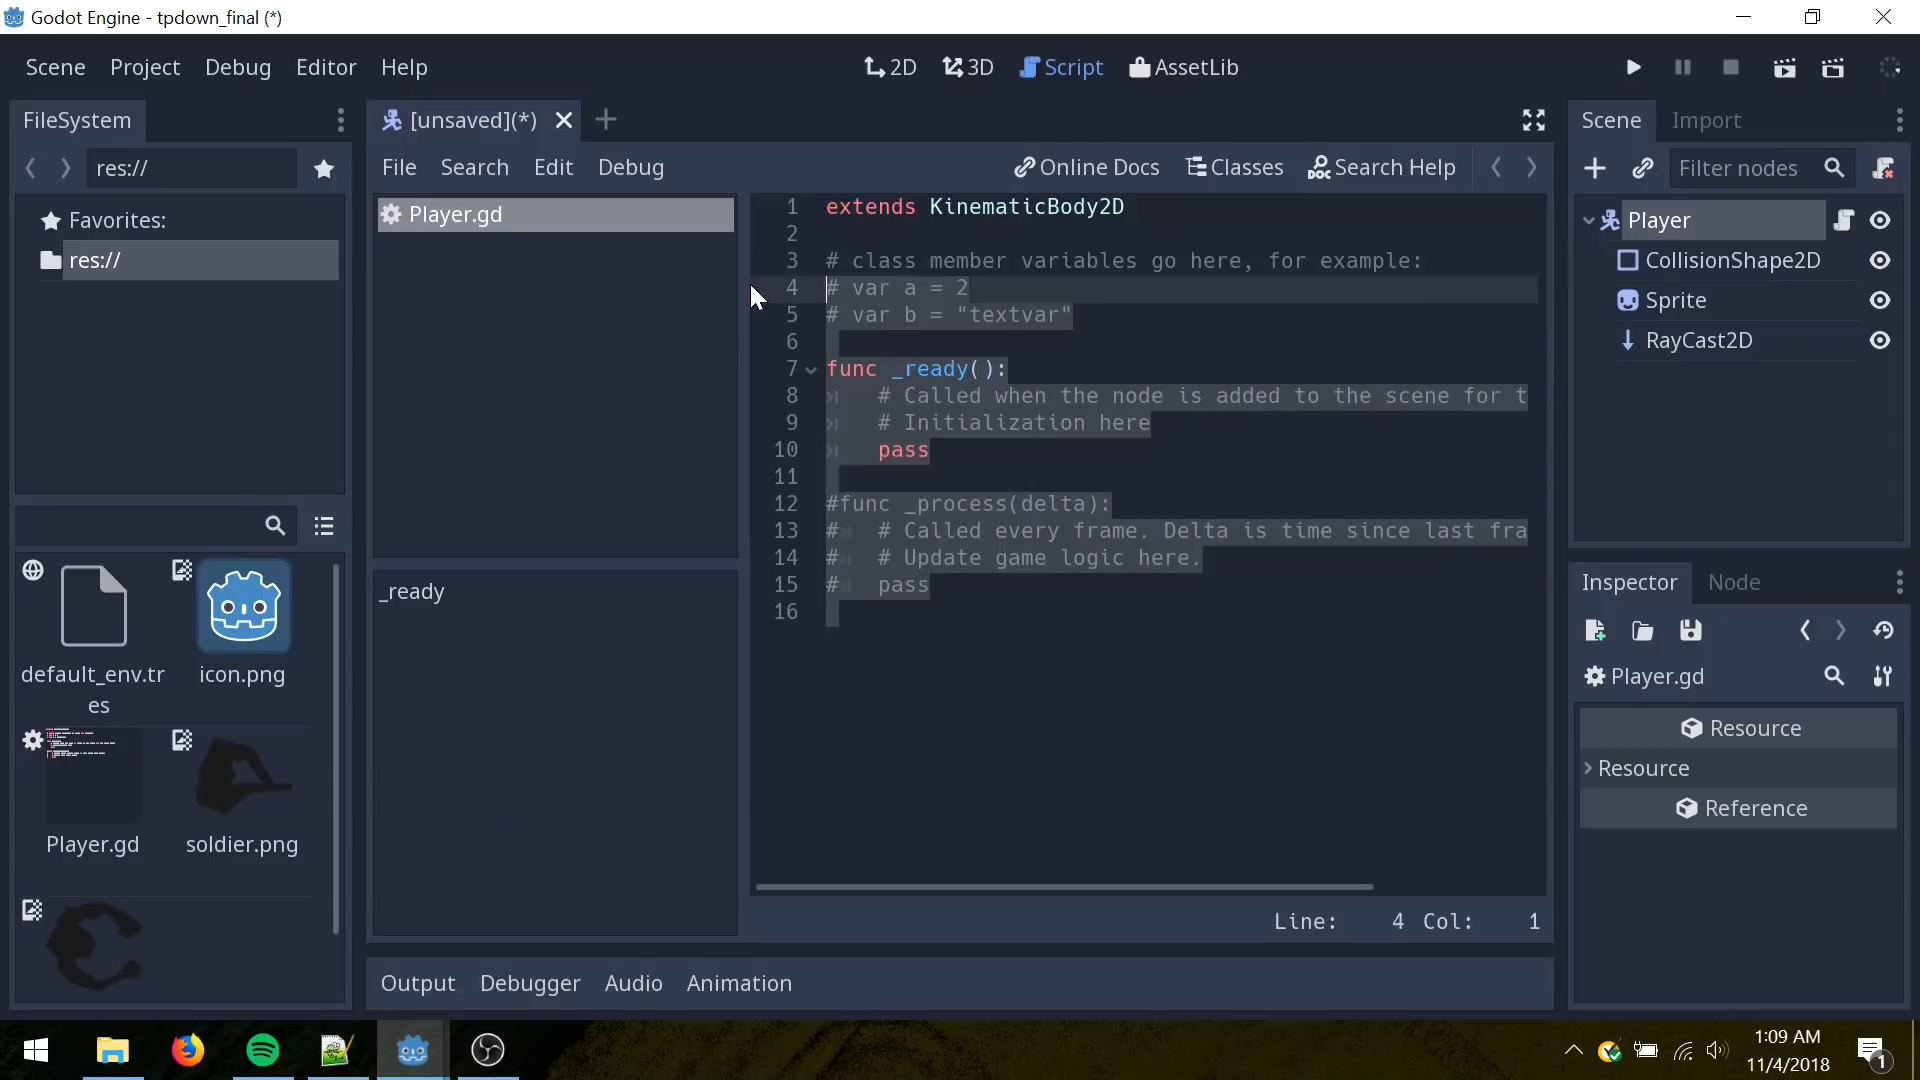 Godot Engine - tpdown_final (*)
Scene Project Debug Editor Help
2D 3D Script AssetLib
FileSystem
res://
Favorites:
res://
default_env.tr
es
icon.png
Player.gd
soldier.png
[unsaved](*)
File Search Edit Debug
Online Docs Classes Search Help
Player.gd
_ready
1 extends KinematicBody2D
2
3 # class member variables go here, for example:
4 # var a = 2
5 # var b = "textvar"
6
7 func _ready():
8 # Called when the node is added to the scene for t
9 # Initialization here
10 pass
11
12 #func _process(delta):
13 # # Called every frame. Delta is time since last fra
14 # # Update game logic here.
15 # pass
16
Line: 4 Col: 1
Output Debugger Audio Animation
Scene Import
Filter nodes
Player
CollisionShape2D
Sprite
RayCast2D
Inspector Node
Player.gd
Resource
Resource
Reference
1:09 AM
11/4/2018
1